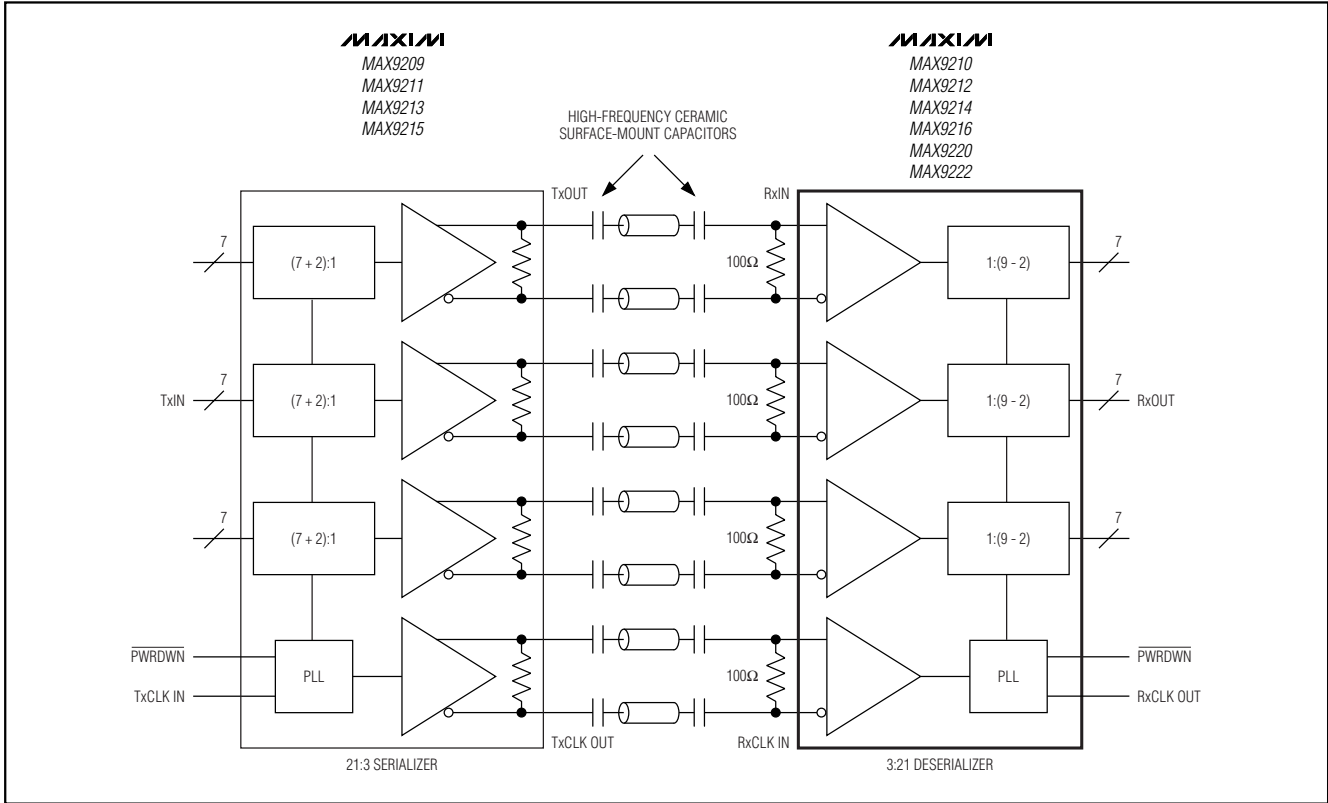 MAXIM
MAX9209
MAX9211
MAX9213
MAX9215
MAXIM
MAX9210
MAX9212
MAX9214
MAX9216
MAX9220
MAX9222
HIGH-FREQUENCY CERAMIC
SURFACE-MOUNT CAPACITORS
TxOUT
RxIN
7
(7 + 2):1
100Ω
1:(9 - 2)
7
TxIN
7
(7 + 2):1
100Ω
1:(9 - 2)
7
RxOUT
7
(7 + 2):1
100Ω
1:(9 - 2)
7
PWRDWN
TxCLK IN
PLL
100Ω
PLL
PWRDWN
RxCLK OUT
TxCLK OUT
RxCLK IN
21:3 SERIALIZER
3:21 DESERIALIZER